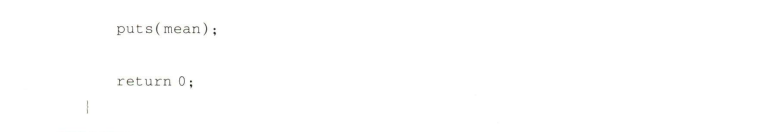 puts(mean);
return 0;
}